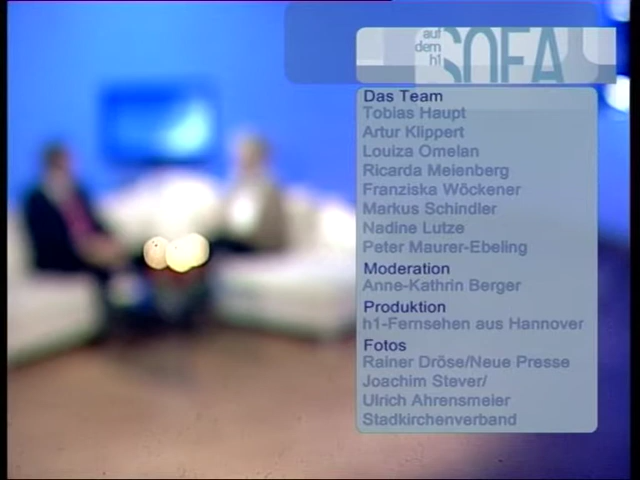 auf
dem
h1
SOFA
Das Team
Tobias Haupt
Artur Klippert
Louiza Omelan
Ricarda Meienberg
Franziska Wöckener
Markus Schindler
Nadine Lutze
Peter Maurer-Ebeling
Moderation
Anne-Kathrin Berger
Produktion
h1-Fernsehen aus Hannover
Fotos
Rainer Dröse/Neue Presse
Joachim Stever/
Ulrich Ahrensmeier
Stadkirchenverband